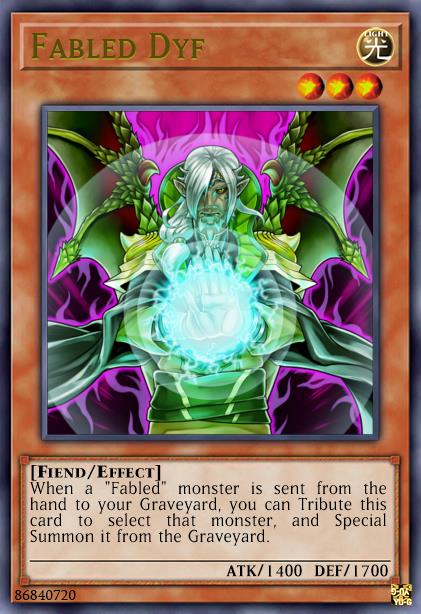 Fabled Dyf
LIGHT
光
[Fiend/Effect]
When a "Fabled" monster is sent from the
hand to your Graveyard, you can Tribute this
card to select that monster, and Special
Summon it from the Graveyard.
ATK/1400 DEF/1700
86840720